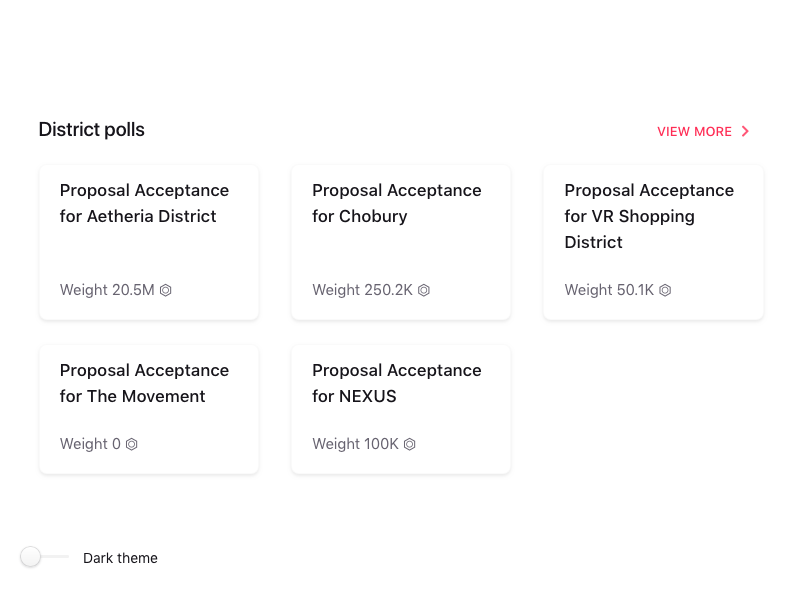 District polls
VIEW MORE
Proposal Acceptance
for Aetheria District
Weight 20.5M
Proposal Acceptance
for Chobury
Weight 250.2K
Proposal Acceptance
for VR Shopping
District
Weight 50.1K
Proposal Acceptance
for The Movement
Weight 0
Proposal Acceptance
for NEXUS
Weight 100K
Dark theme